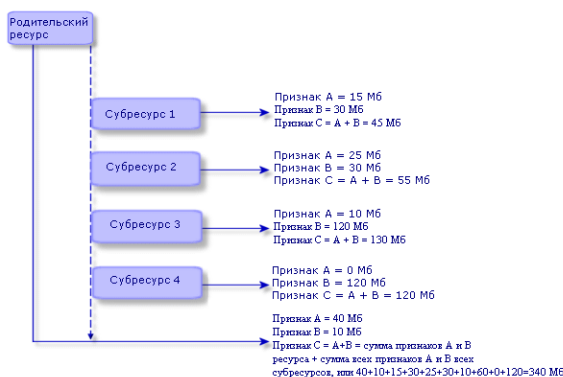 Родительский
ресурс
Субресурс 1
Признак A = 15 Мб
Признак B = 30 Мб
Признак C = A + B = 45 Мб
Субресурс 2
Признак A = 25 Мб
Признак B = 30 Мб
Признак C = A + B = 55 Мб
Субресурс 3
Признак A = 10 Мб
Признак B = 120 Мб
Признак C = A + B = 130 Мб
Субресурс 4
Признак A = 0 Мб
Признак B = 120 Мб
Признак C = A + B = 120 Мб
Признак A = 40 Мб
Признак B = 10 Мб
Признак C = A+B = сумма признаков A и B
ресурса + сумма всех признаков A и B всех
субресурсов, или 40+10+15+30+25+30+10+60+0+120=340 Мб